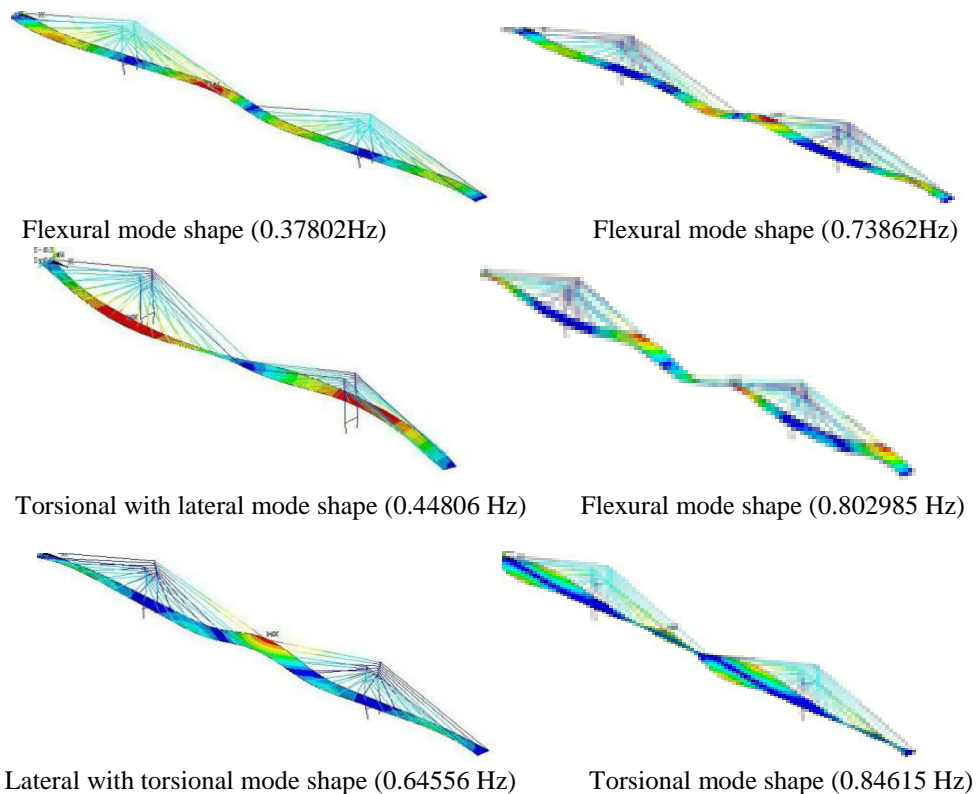 Flexural mode shape (0.37802Hz)
Flexural mode shape (0.73862Hz)
Torsional with lateral mode shape (0.44806 Hz)
Flexural mode shape (0.802985 Hz)
Lateral with torsional mode shape (0.64556 Hz)
Torsional mode shape (0.84615 Hz)